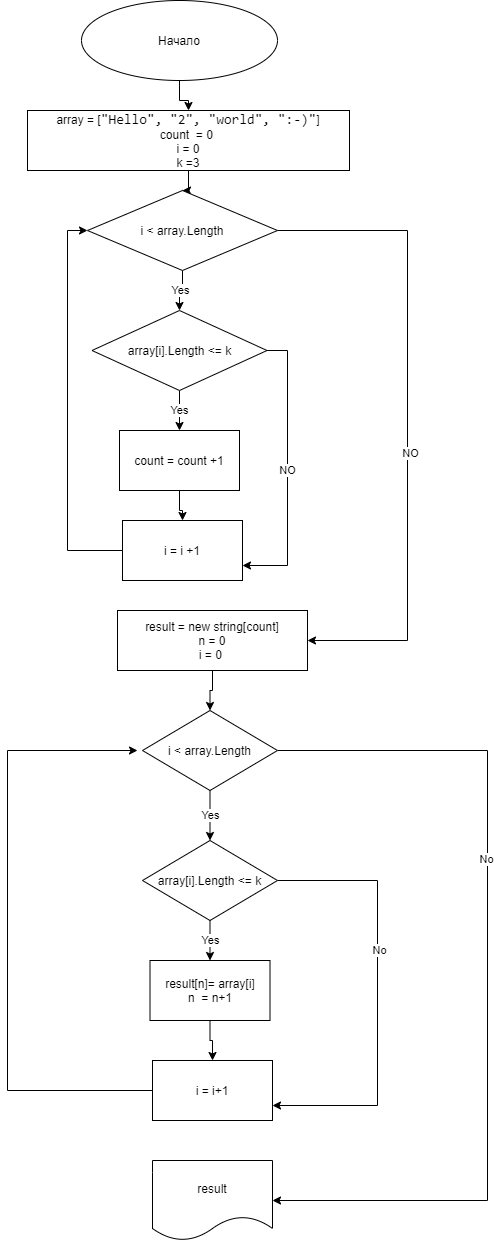 Начало
array = ["Hello", "2", "world", ":-)"]
count = 0
i = 0
k =3
i < array.Length
Yes
array[i].Length <= k
Yes
count = count +1
NO
NO
i = i +1
result = new string[count]
n = 0
i = 0
i < array.Length
Yes
No
array[i].Length <= k
Yes
No
result[n]= array[i]
n = n+1
i = i+1
result